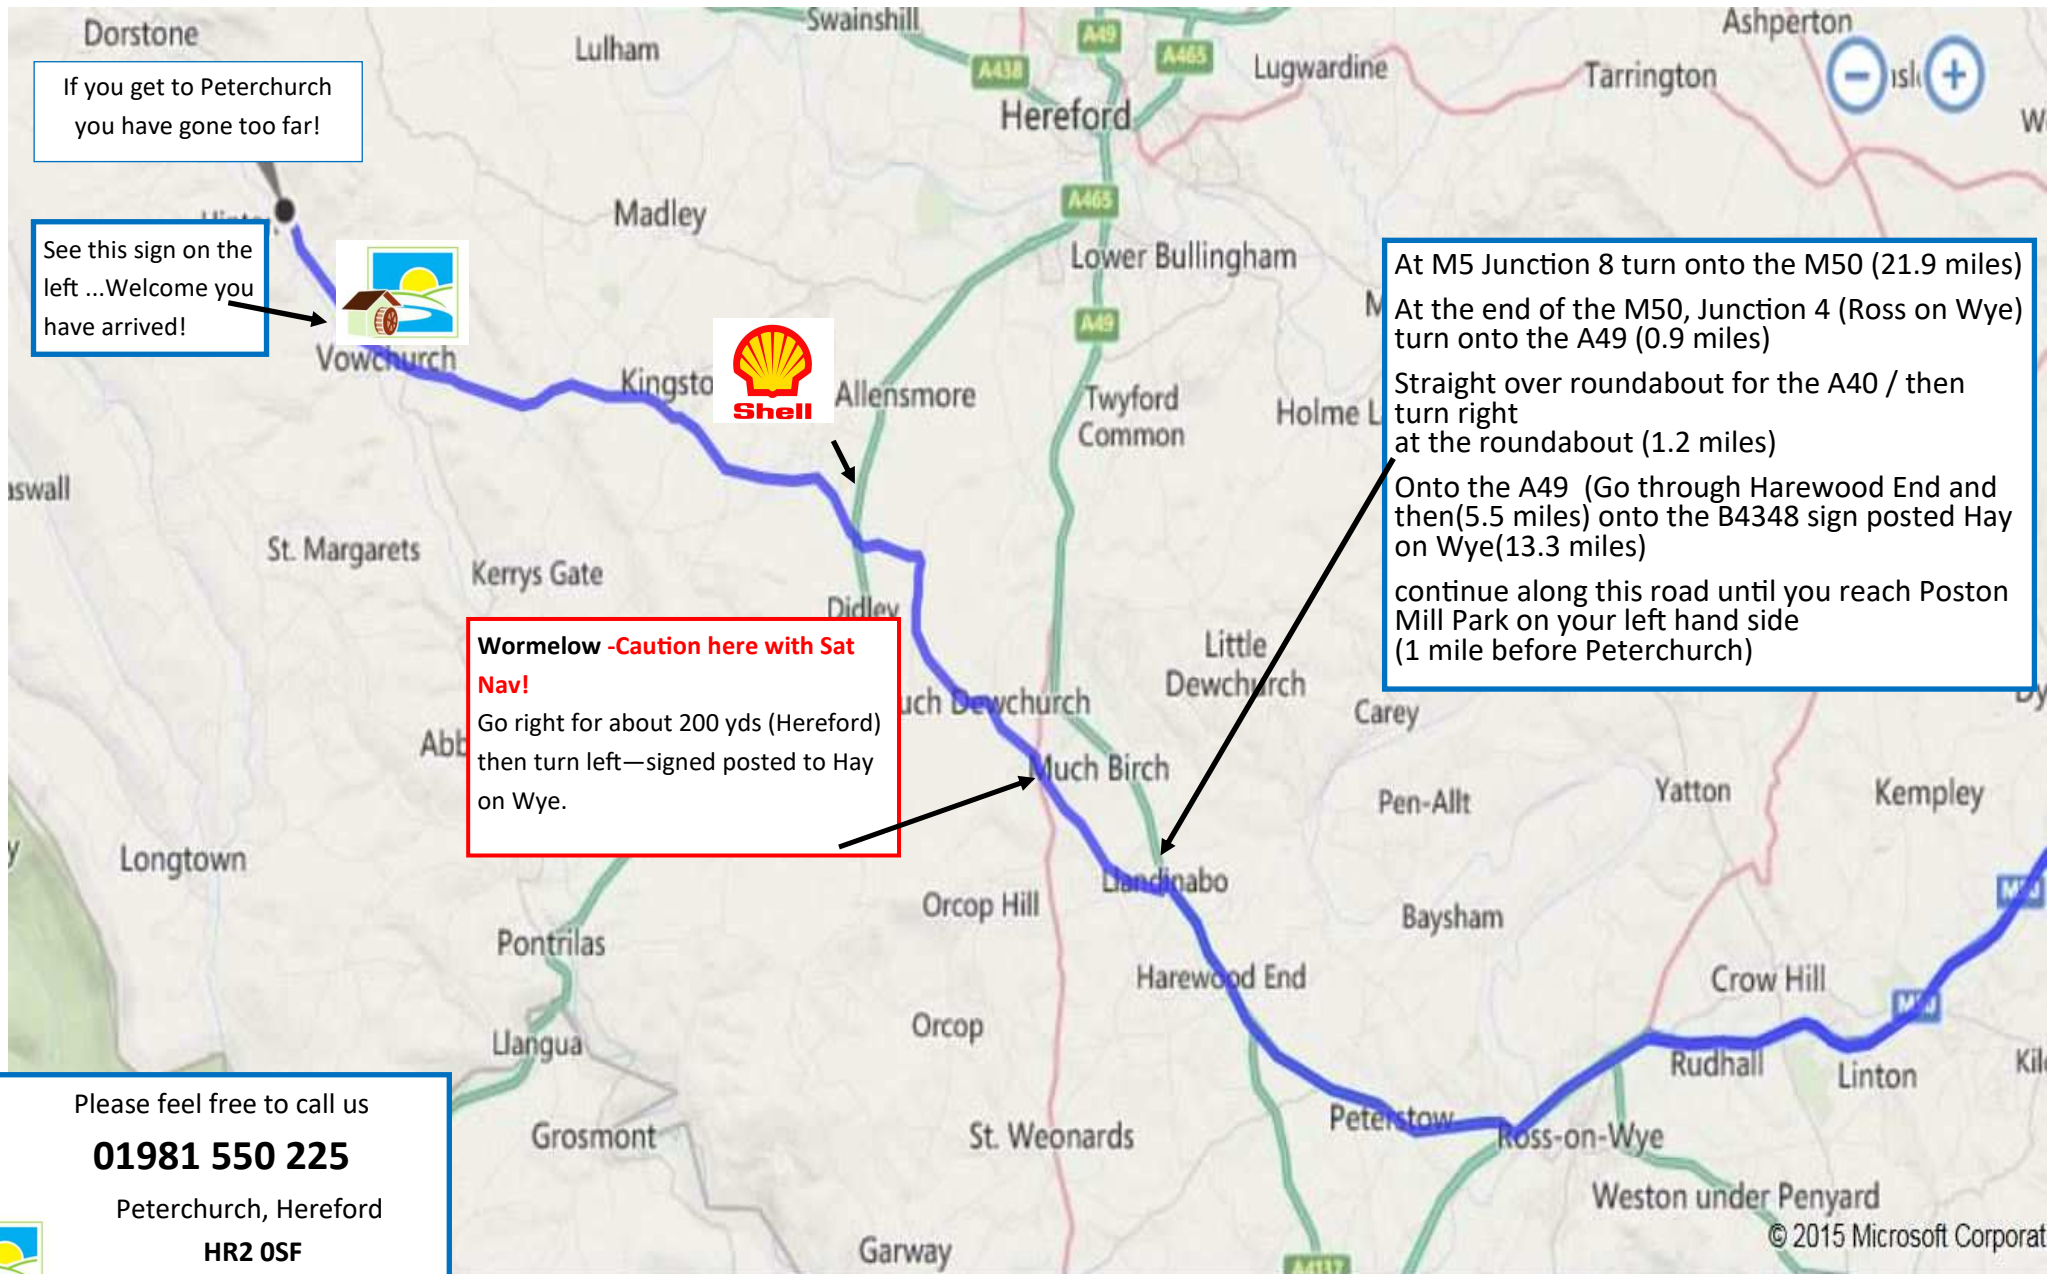 Dorstone
Lulham
Swainshill
A49
A465
A438
Ashperton
Lugwardine
Tarrington
Hereford
If you get to Peterchurch
you have gone too far!
Madley
A465
Lower Bullingham
See this sign on the
left ...Welcome you
have arrived!
Vowchurch
Shell
Allensmore
A49
Twyford
Common
At M5 Junction 8 turn onto the M50 (21.9 miles)
At the end of the M50, Junction 4 (Ross on Wye)
turn onto the A49 (0.9 miles)
Straight over roundabout for the A40 / then
turn right
at the roundabout (1.2 miles)
Onto the A49 (Go through Harewood End and
then(5.5 miles) onto the B4348 sign posted Hay
on Wye(13.3 miles)
continue along this road until you reach Poston
Mill Park on your left hand side
(1 mile before Peterchurch)
Holme
St. Margarets
Kerrys Gate
Didley
Wormelow -Caution here with Sat
Nav!
Go right for about 200 yds (Hereford)
then turn left—signed posted to Hay
on Wye.
Little
Dewchurch
uch Dewchurch
Carey
Much Birch
Pen-Allt
Yatton
Kempley
Longtown
Llandinabo
Orcop Hill
Baysham
Pontrilas
Harewood End
Crow Hill
Orcop
Llangua
Rudhall
Linton
Peterstow
Ross-on-Wye
Grosmont
St. Weonards
Weston under Penyard
Garway
A4137
© 2015 Microsoft Corporat
Please feel free to call us
01981 550 225
Peterchurch, Hereford
HR2 0SF